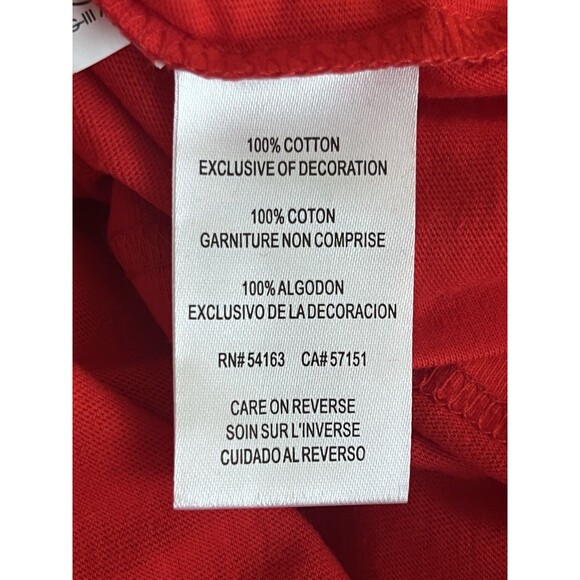 G-III
100% COTTON
EXCLUSIVE OF DECORATION
100% COTON
GARNITURE NON COMPRISE
100% ALGODON
EXCLUSIVO DE LA DECORACION
RN# 54163 CA# 57151
CARE ON REVERSE
SOIN SUR L'INVERSE
CUIDADO AL REVERSO